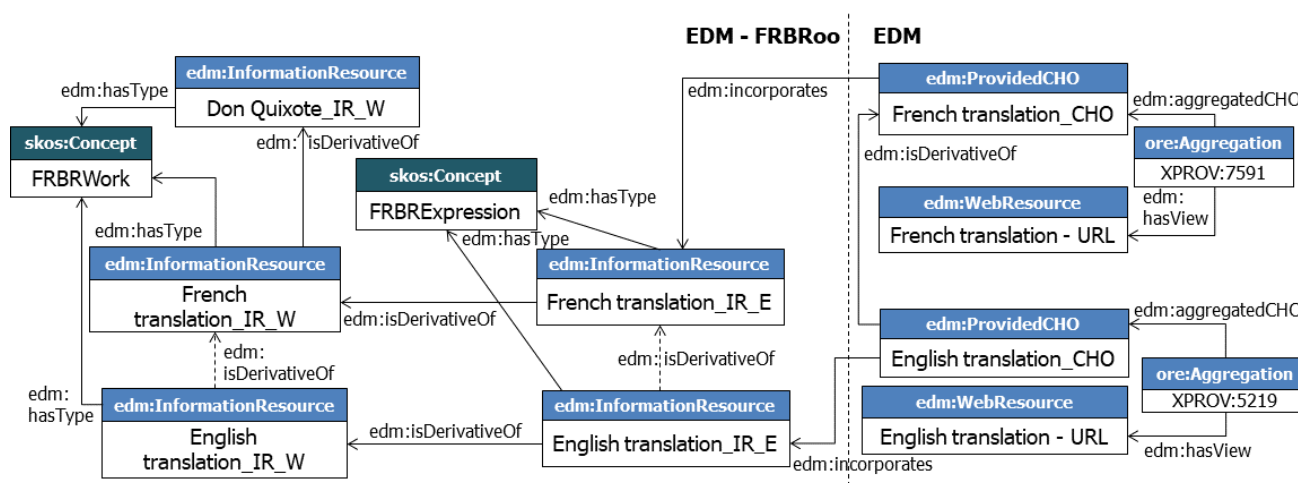 EDM - FRBRoo
EDM
edm:InformationResource
Don Quixote_IR_W
edm:hasType
edm: isDerivativeOf
skos:Concept
FRBRWork
edm:hasType
skos:Concept
FRBRExpression
edm:hasType
edm:hasType
edm:incorporates
edm:ProvidedCHO
French translation_CHO
edm:aggregatedCHO
ore:Aggregation
XPROV:7591
edm:isDerivativeOf
edm:WebResource
French translation - URL
edm:
hasView
edm:InformationResource
French
translation_IR_W
edm:isDerivativeOf
edm:InformationResource
French translation_IR_E
edm:
isDerivativeOf
edm:isDerivativeOf
edm:ProvidedCHO
English translation_CHO
edm:aggregatedCHO
ore:Aggregation
XPROV:5219
edm:
hasType
edm:InformationResource
English
translation_IR_W
edm:isDerivativeOf
edm:InformationResource
English translation_IR_E
edm:incorporates
edm:WebResource
English translation - URL
edm:hasView